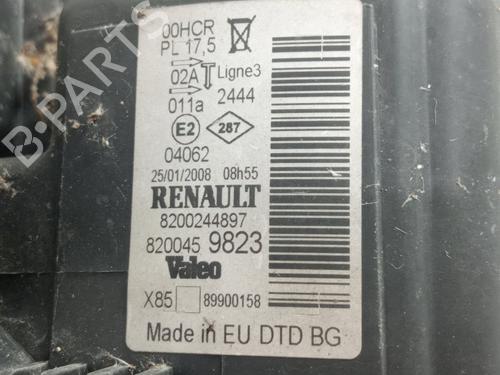 B-PARTS
00HCR
PL 17,5
02A Ligne3
011a 2444
E2 287
04062
25/01/2008 08h55
RENAULT
8200244897
820045 9823
Valeo
X85 89900158
Made in EU DTD BG